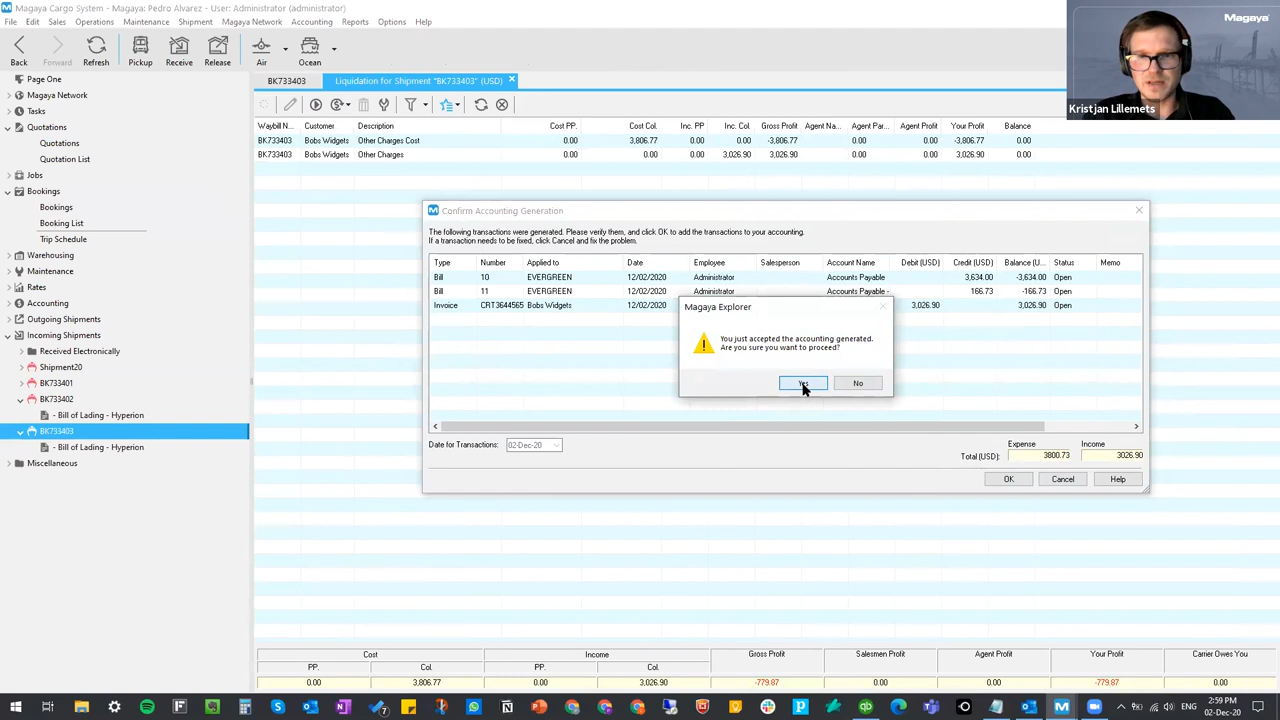 Magaya Cargo System - Magaya: Pedro Alvarez - User: Administrator (administrator)
File Edit Sales Operations Maintenance Shipment Magaya Network Accounting Reports Options Help
Magaya
Back Forward Refresh Pickup Receive Release Air Ocean
Kristjan Lillemets
Page One
Magaya Network
Tasks
Quotations
Quotations
Quotation List
Jobs
Bookings
Bookings
Booking List
Trip Schedule
Warehousing
Maintenance
Rates
Accounting
Outgoing Shipments
Incoming Shipments
Received Electronically
Shipment20
BK733401
BK733402
- Bill of Lading - Hyperion
BK733403
- Bill of Lading - Hyperion
Miscellaneous
BK733403 Liquidation for Shipment "BK733403" (USD)
Waybill N... Customer Description Cost PP. Cost Col. Inc. PP Inc. Col. Gross Profit Agent Na... Agent Par... Agent Profit Your Profit Balance
BK733403 Bobs Widgets Other Charges Cost 0.00 3,806.77 0.00 0.00 -3,806.77 0.00 0.00 -3,806.77 0.00
BK733403 Bobs Widgets Other Charges 0.00 0.00 0.00 3,026.90 3,026.90 0.00 0.00 3,026.90 0.00
Confirm Accounting Generation
The following transactions were generated. Please verify them, and click OK to add the transactions to your accounting.
If a transaction needs to be fixed, click Cancel and fix the problem.
Type Number Applied to Date Employee Salesperson Account Name Debit (USD) Credit (USD) Balance (U... Status Memo
Bill 10 EVERGREEN 12/02/2020 Administrator Accounts Payable 3,634.00 -3,634.00 Open
Bill 11 EVERGREEN 12/02/2020 Administrator Accounts Payable - 166.73 -166.73 Open
Invoice CRT3644565 Bobs Widgets 12/02/2020 3,026.90 3,026.90 Open
Magaya Explorer
You just accepted the accounting generated.
Are you sure you want to proceed?
Yes No
Date for Transactions: 02-Dec-20
Expense Income
Total (USD): 3800.73 3026.90
OK Cancel Help
Cost Income Gross Profit Salesmen Profit Agent Profit Your Profit Carrier Owes You
PP. Col. PP. Col.
0.00 3,806.77 0.00 3,026.90 -779.87 0.00 0.00 -779.87 0.00
ENG 2:59 PM
02-Dec-20